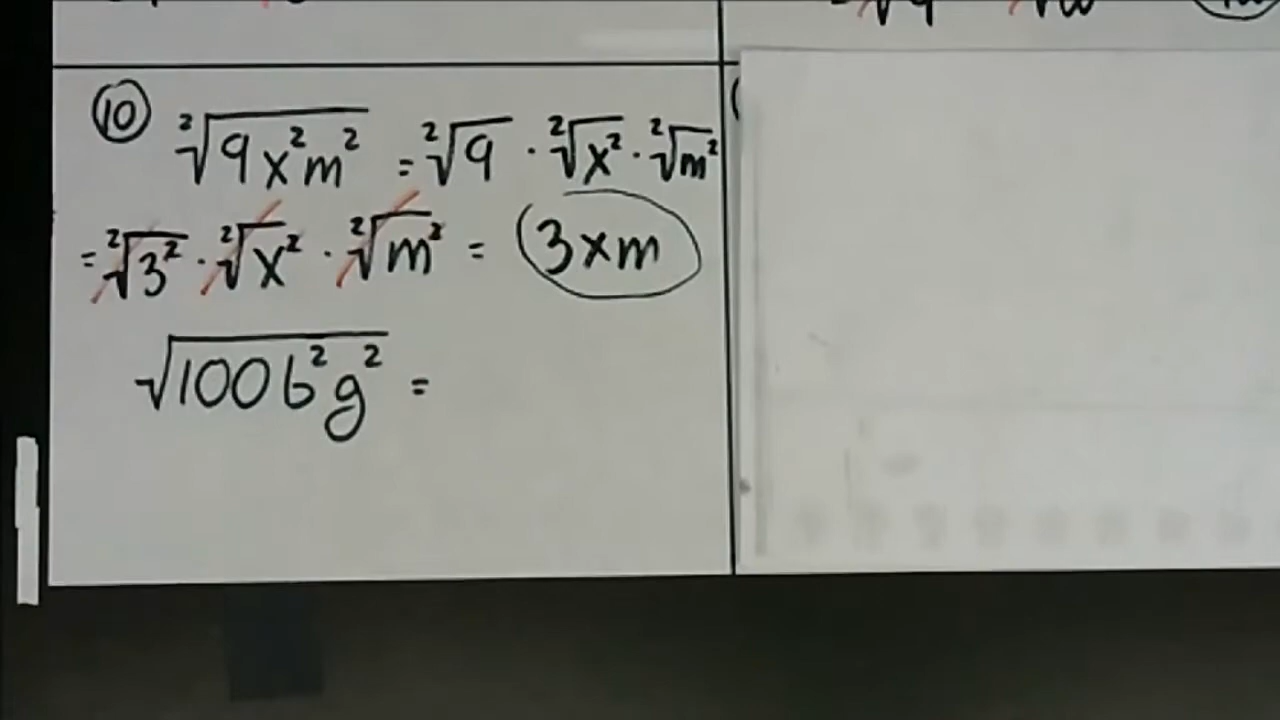 ⑩ ²√(9x²m²) = ²√9 · ²√x² · ²√m²
= ²√3² · ²√x² · ²√m² = 3xm
√(100b²g²) =